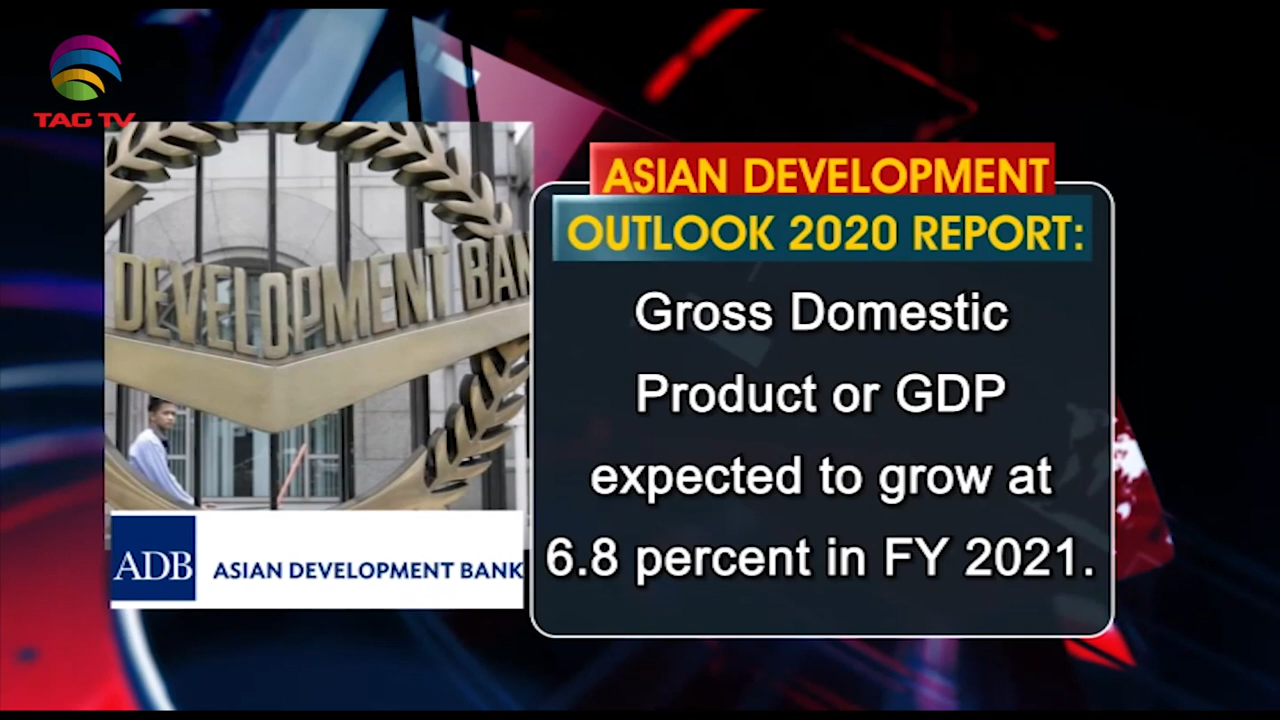 TAG TV
DEVELOPMENT BAN
ADB
ASIAN DEVELOPMENT BANK
ASIAN DEVELOPMENT
OUTLOOK 2020 REPORT:
Gross Domestic
Product or GDP
expected to grow at
6.8 percent in FY 2021.